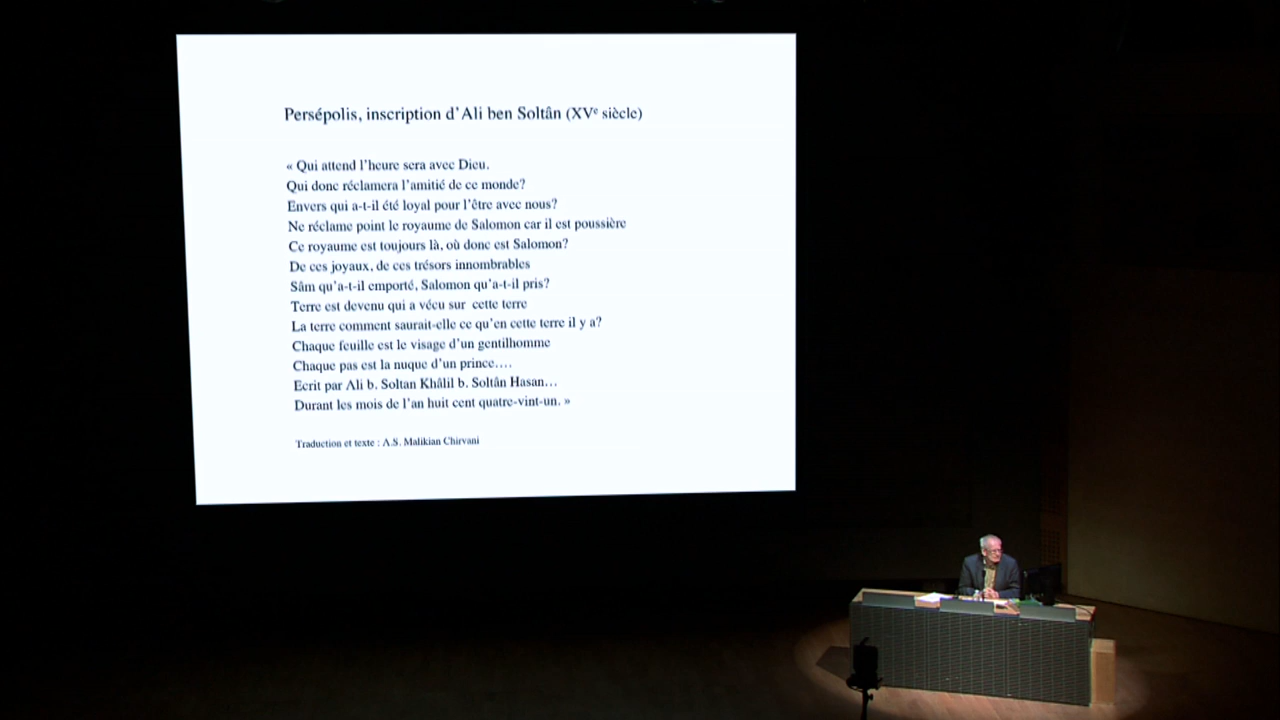 Persépolis, inscription d'Ali ben Soltân (XVe siècle)
« Qui attend l'heure sera avec Dieu.
Qui donc réclamera l'amitié de ce monde?
Envers qui a-t-il été loyal pour l'être avec nous?
Ne réclame point le royaume de Salomon car il est poussière
Ce royaume est toujours là, où donc est Salomon?
De ces joyaux, de ces trésors innombrables
Sâm qu'a-t-il emporté, Salomon qu'a-t-il pris?
Terre est devenu qui a vécu sur cette terre
La terre comment saurait-elle ce qu'en cette terre il y a?
Chaque feuille est le visage d'un gentilhomme
Chaque pas est la nuque d'un prince....
Ecrit par Ali b. Soltan Khâlil b. Soltân Hasan...
Durant les mois de l'an huit cent quatre-vint-un. »
Traduction et texte : A.S. Malikian Chirvani